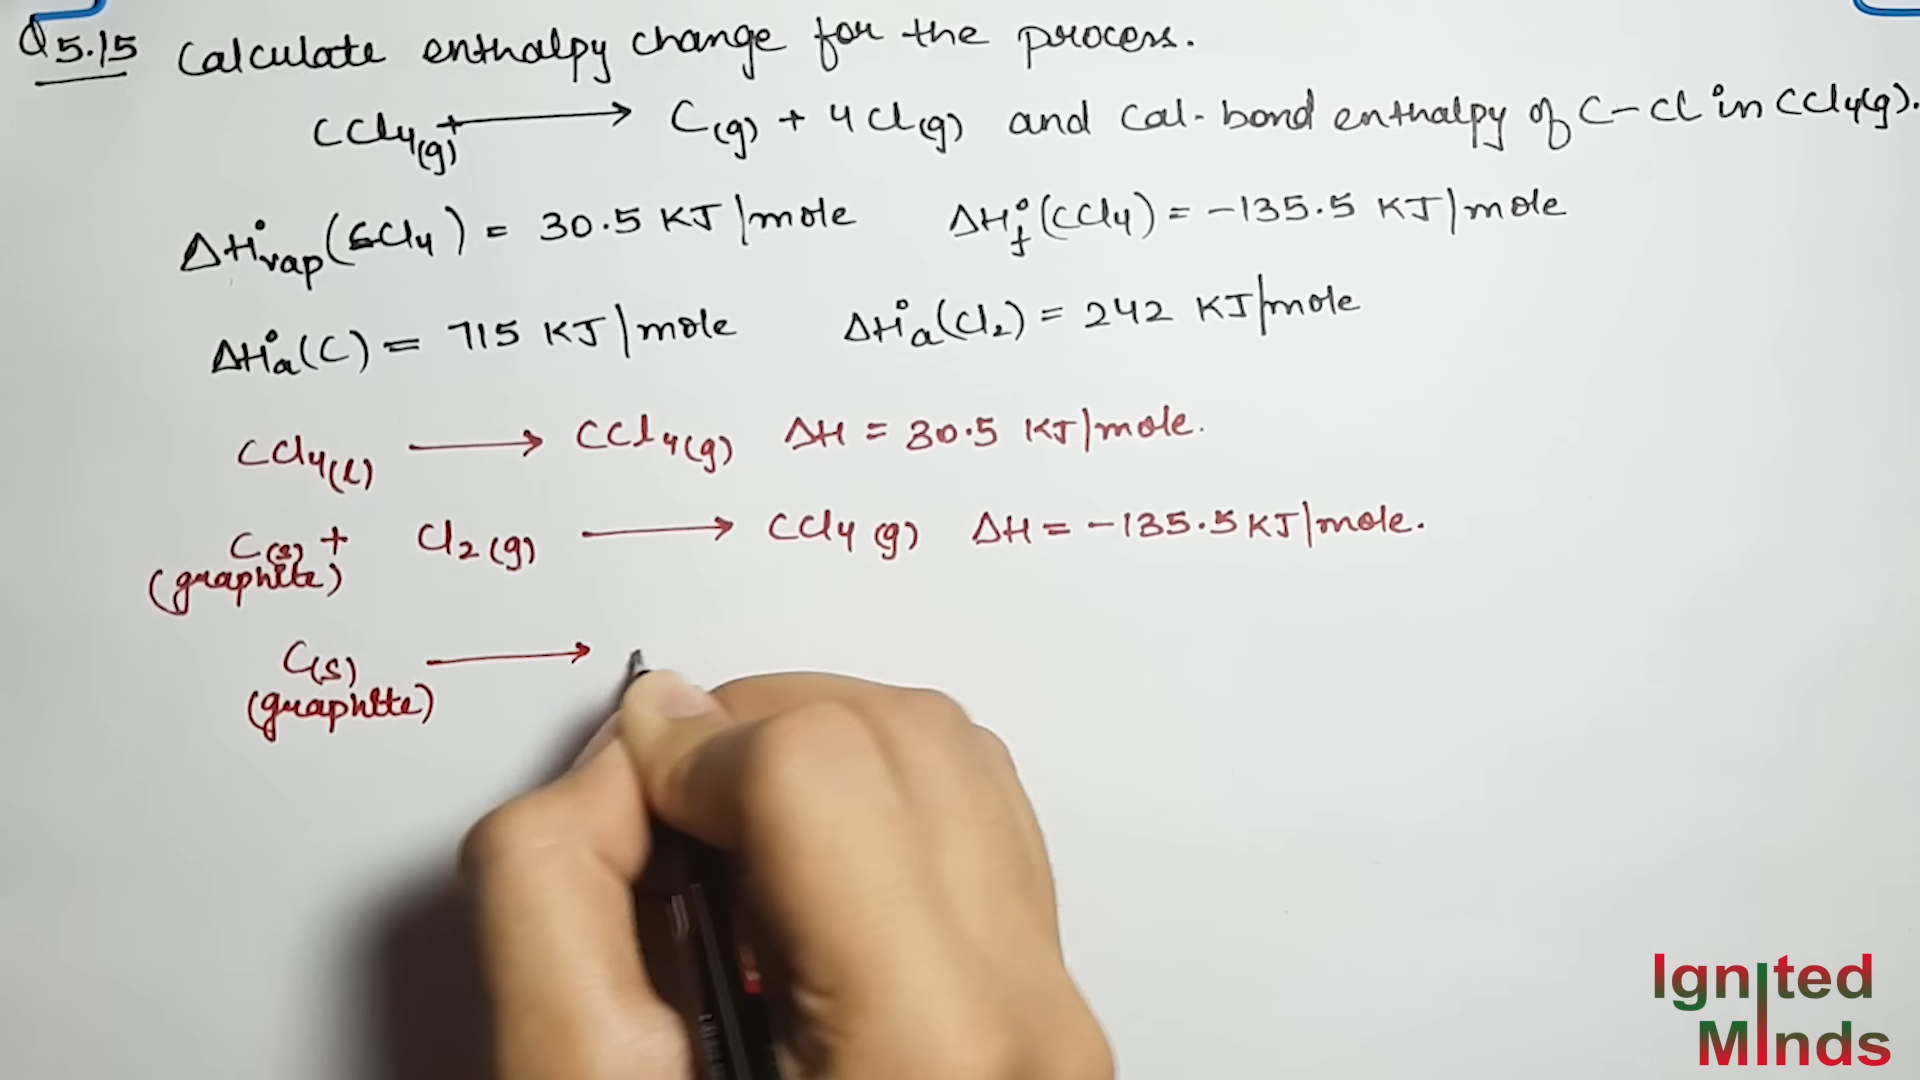 Q5.15 Calculate enthalpy change for the process.
CCl4(g) → C(g) + 4Cl(g) and Cal. bond enthalpy of C-Cl in CCl4(g).
ΔH°vap(CCl4) = 30.5 KJ/mole ΔH°f(CCl4) = -135.5 KJ/mole
ΔH°a(C) = 715 KJ/mole ΔH°a(Cl2) = 242 KJ/mole
CCl4(l) → CCl4(g) ΔH = 30.5 KJ/mole.
C(s) + Cl2(g) → CCl4(g) ΔH = -135.5 KJ/mole.
(graphite)
C(s) →
(graphite)
Ignited
Minds